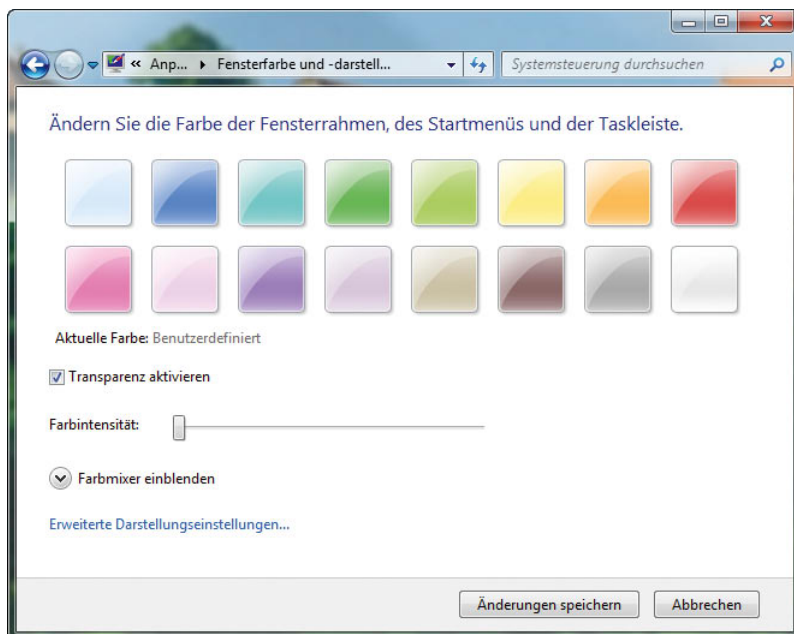 « Anp... Fensterfarbe und -darstell... Systemsteuerung durchsuchen
Ändern Sie die Farbe der Fensterrahmen, des Startmenüs und der Taskleiste.
Aktuelle Farbe: Benutzerdefiniert
Transparenz aktivieren
Farbintensität:
Farbmixer einblenden
Erweiterte Darstellungseinstellungen...
Änderungen speichern Abbrechen